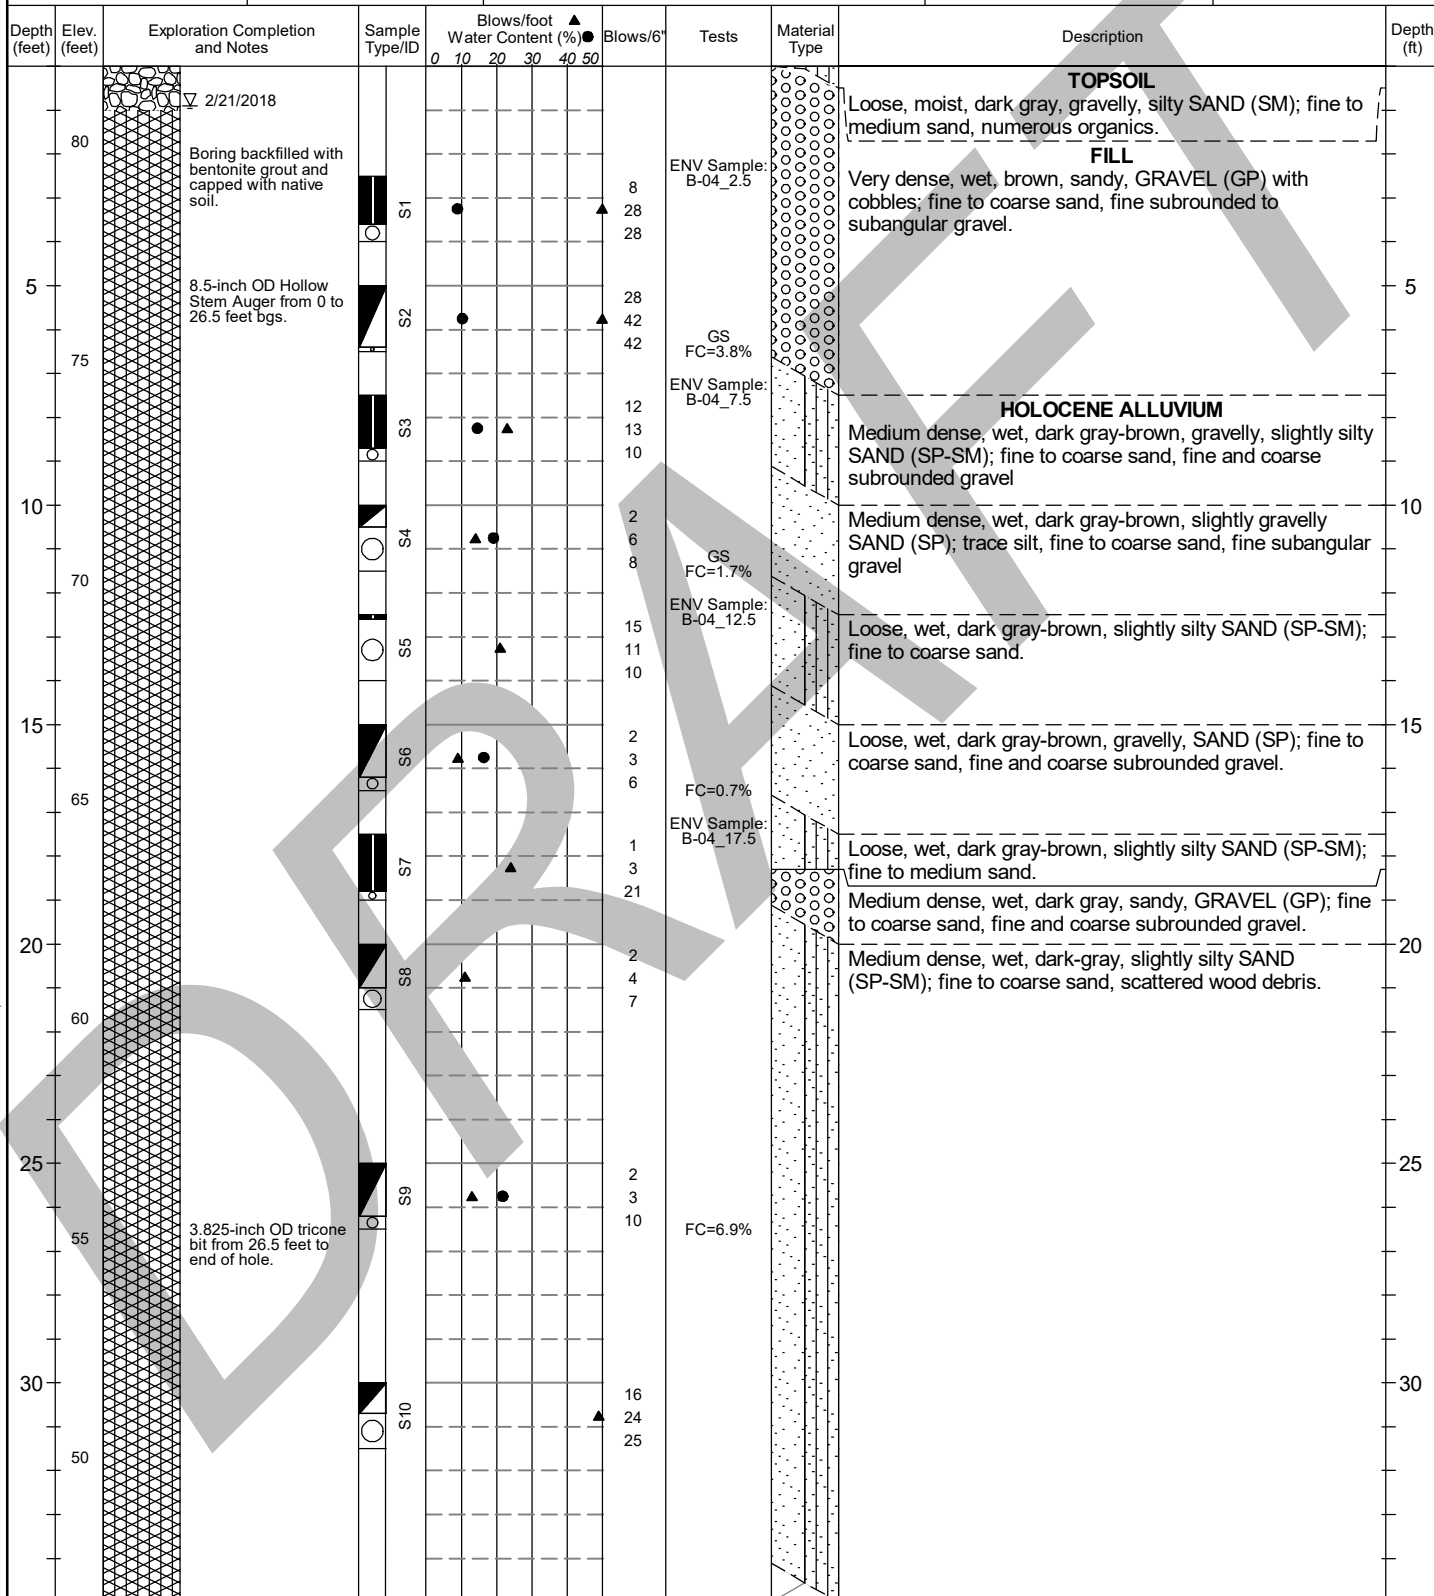 Depth
(feet)
Elev.
(feet)
Exploration Completion
and Notes
Sample
Type/ID
Blows/foot ▲
Water Content (%) ●
0 10 20 30 40 50
Blows/6"
Tests
Material
Type
Description
Depth
(ft)
2/21/2018
TOPSOIL
Loose, moist, dark gray, gravelly, silty SAND (SM); fine to
medium sand, numerous organics.
80
Boring backfilled with
bentonite grout and
capped with native
soil.
ENV Sample:
B-04_2.5
FILL
Very dense, wet, brown, sandy, GRAVEL (GP) with
cobbles; fine to coarse sand, fine subrounded to
subangular gravel.
S1
8
28
28
5
8.5-inch OD Hollow
Stem Auger from 0 to
26.5 feet bgs.
S2
28
42
42
GS
FC=3.8%
5
75
ENV Sample:
B-04_7.5
S3
12
13
10
HOLOCENE ALLUVIUM
Medium dense, wet, dark gray-brown, gravelly, slightly silty
SAND (SP-SM); fine to coarse sand, fine and coarse
subrounded gravel
10
S4
2
6
8
GS
FC=1.7%
Medium dense, wet, dark gray-brown, slightly gravelly
SAND (SP); trace silt, fine to coarse sand, fine subangular
gravel
10
70
ENV Sample:
B-04_12.5
S5
15
11
10
Loose, wet, dark gray-brown, slightly silty SAND (SP-SM);
fine to coarse sand.
15
S6
2
3
6
FC=0.7%
Loose, wet, dark gray-brown, gravelly, SAND (SP); fine to
coarse sand, fine and coarse subrounded gravel.
15
65
ENV Sample:
B-04_17.5
S7
1
3
21
Loose, wet, dark gray-brown, slightly silty SAND (SP-SM);
fine to medium sand.
Medium dense, wet, dark gray, sandy, GRAVEL (GP); fine
to coarse sand, fine and coarse subrounded gravel.
20
S8
2
4
7
20
Medium dense, wet, dark-gray, slightly silty SAND
(SP-SM); fine to coarse sand, scattered wood debris.
60
25
S9
2
3
10
FC=6.9%
25
55
3.825-inch OD tricone
bit from 26.5 feet to
end of hole.
30
S10
16
24
25
30
50
DRAFT